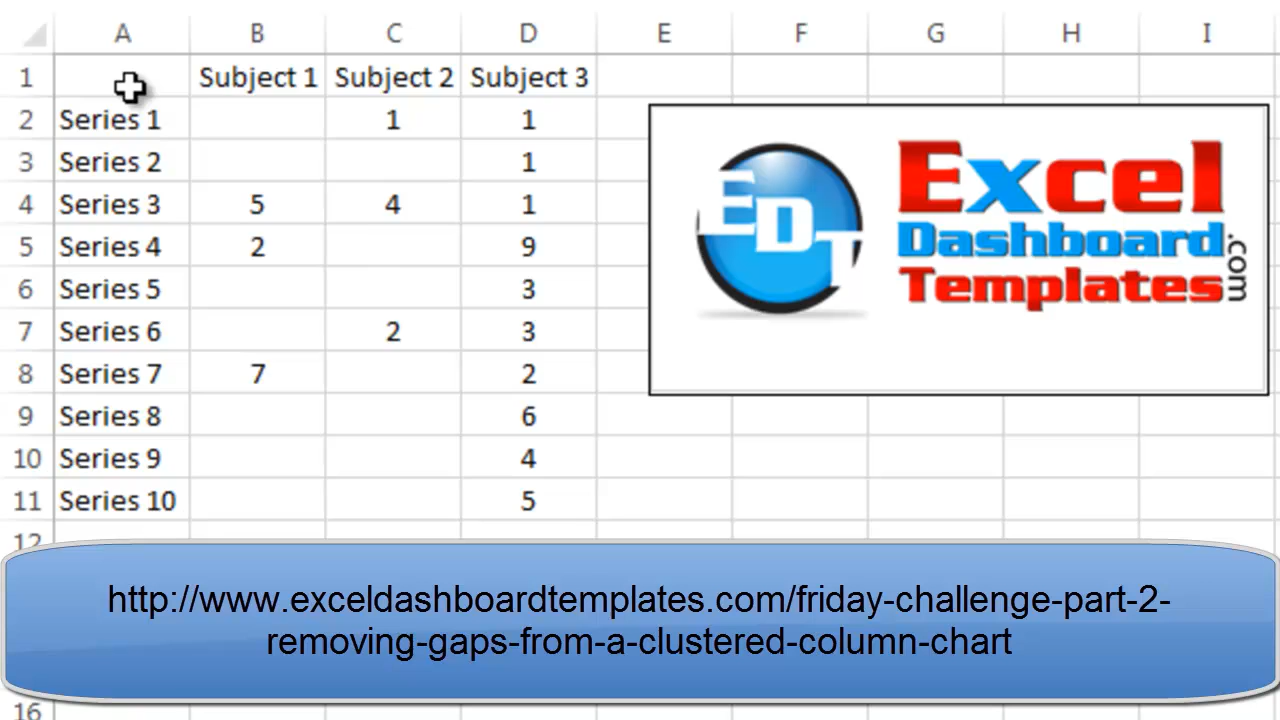 A B C D E F G H I
1 Subject 1 Subject 2 Subject 3
2 Series 1 1 1
3 Series 2 1
4 Series 3 5 4 1
5 Series 4 2 9
6 Series 5 3
7 Series 6 2 3
8 Series 7 7 2
9 Series 8 6
10 Series 9 4
11 Series 10 5
12
EDT
Excel
Dashboard
Templates
.com
http://www.exceldashboardtemplates.com/friday-challenge-part-2-
removing-gaps-from-a-clustered-column-chart
16